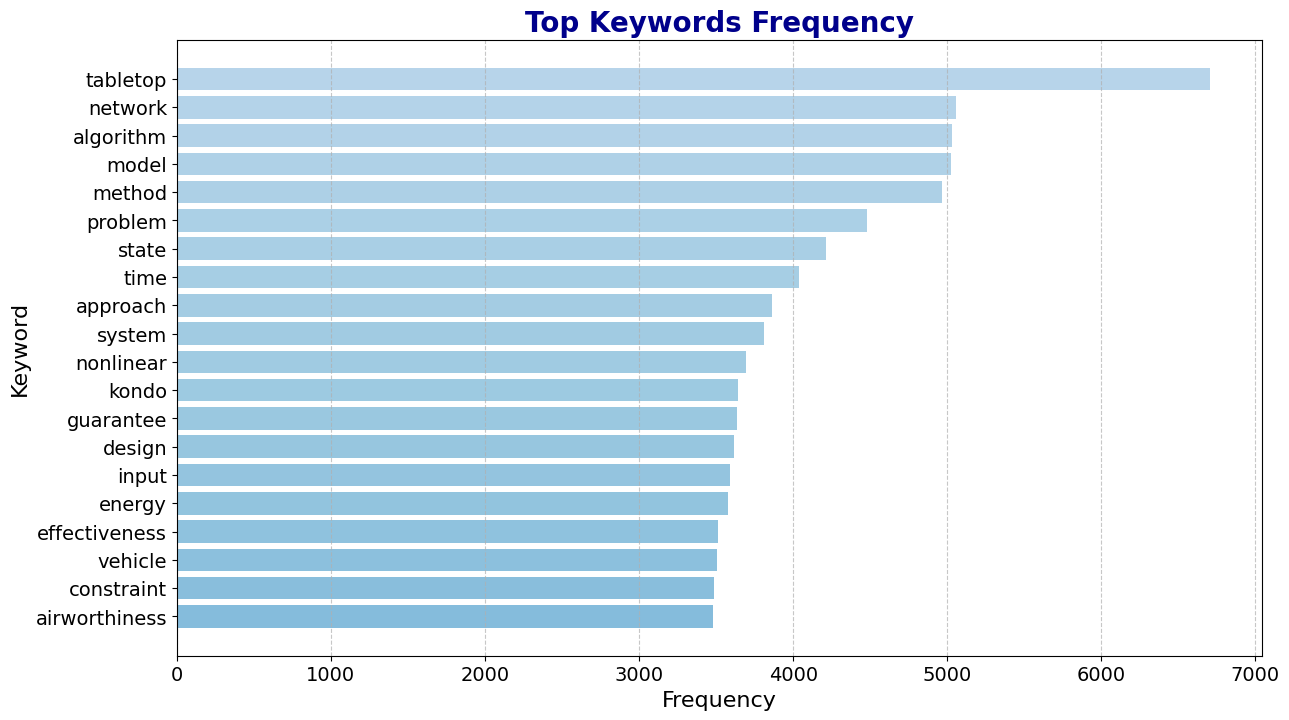 Top Keywords Frequency
Keyword
tabletop
network
algorithm
model
method
problem
state
time
approach
system
nonlinear
kondo
guarantee
design
input
energy
effectiveness
vehicle
constraint
airworthiness
0 1000 2000 3000 4000 5000 6000 7000
Frequency